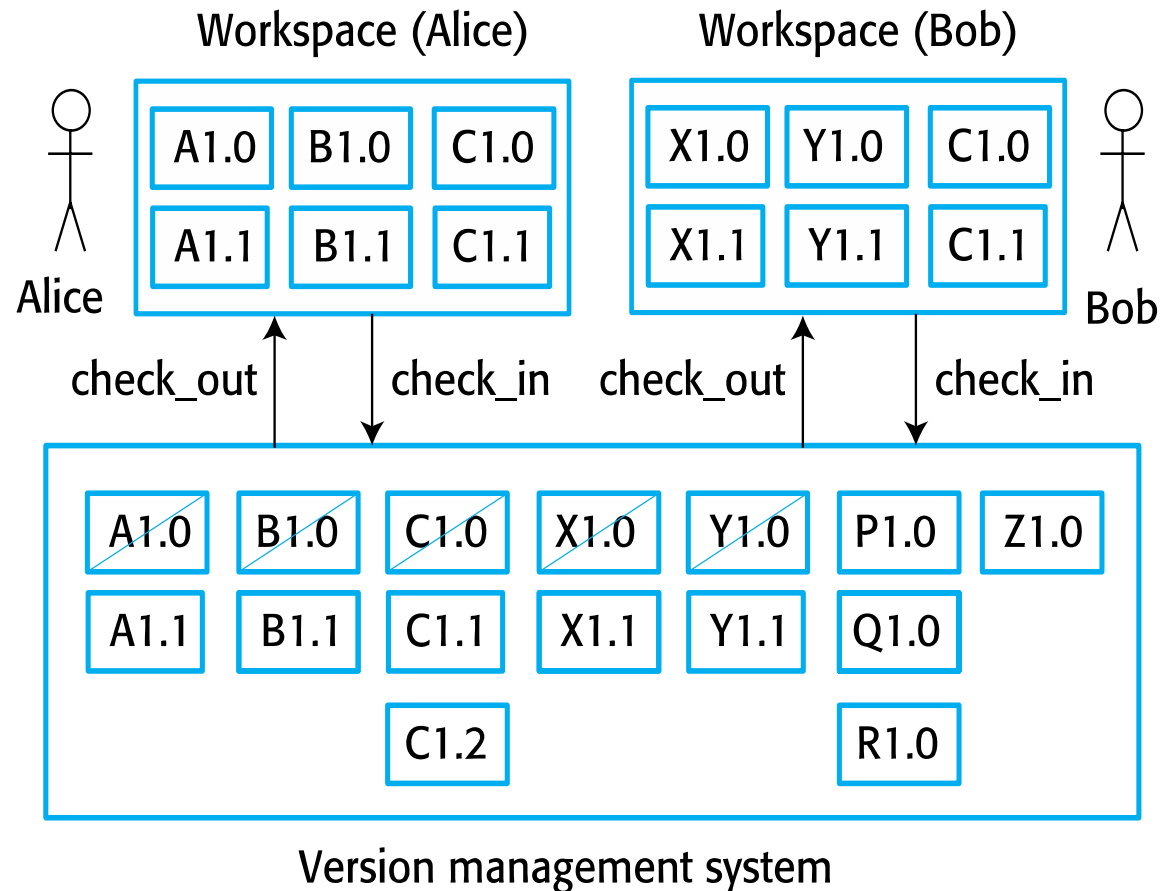 Workspace (Alice)
Workspace (Bob)
A1.0 B1.0 C1.0
A1.1 B1.1 C1.1
Alice
X1.0 Y1.0 C1.0
X1.1 Y1.1 C1.1
Bob
check_out check_in
check_out check_in
A1.0 B1.0 C1.0 X1.0 Y1.0 P1.0 Z1.0
A1.1 B1.1 C1.1 X1.1 Y1.1 Q1.0
C1.2 R1.0
Version management system